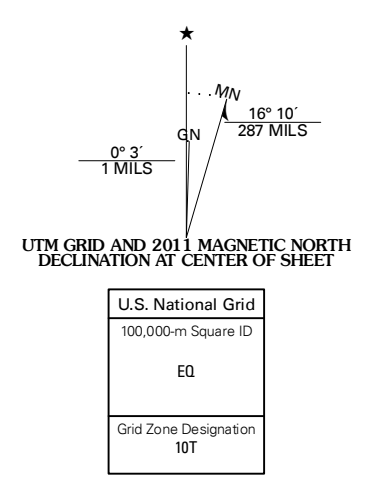 MN
16° 10´
287 MILS
GN
0° 3´
1 MILS
UTM GRID AND 2011 MAGNETIC NORTH
DECLINATION AT CENTER OF SHEET
U.S. National Grid
100,000-m Square ID
EQ
Grid Zone Designation
10T